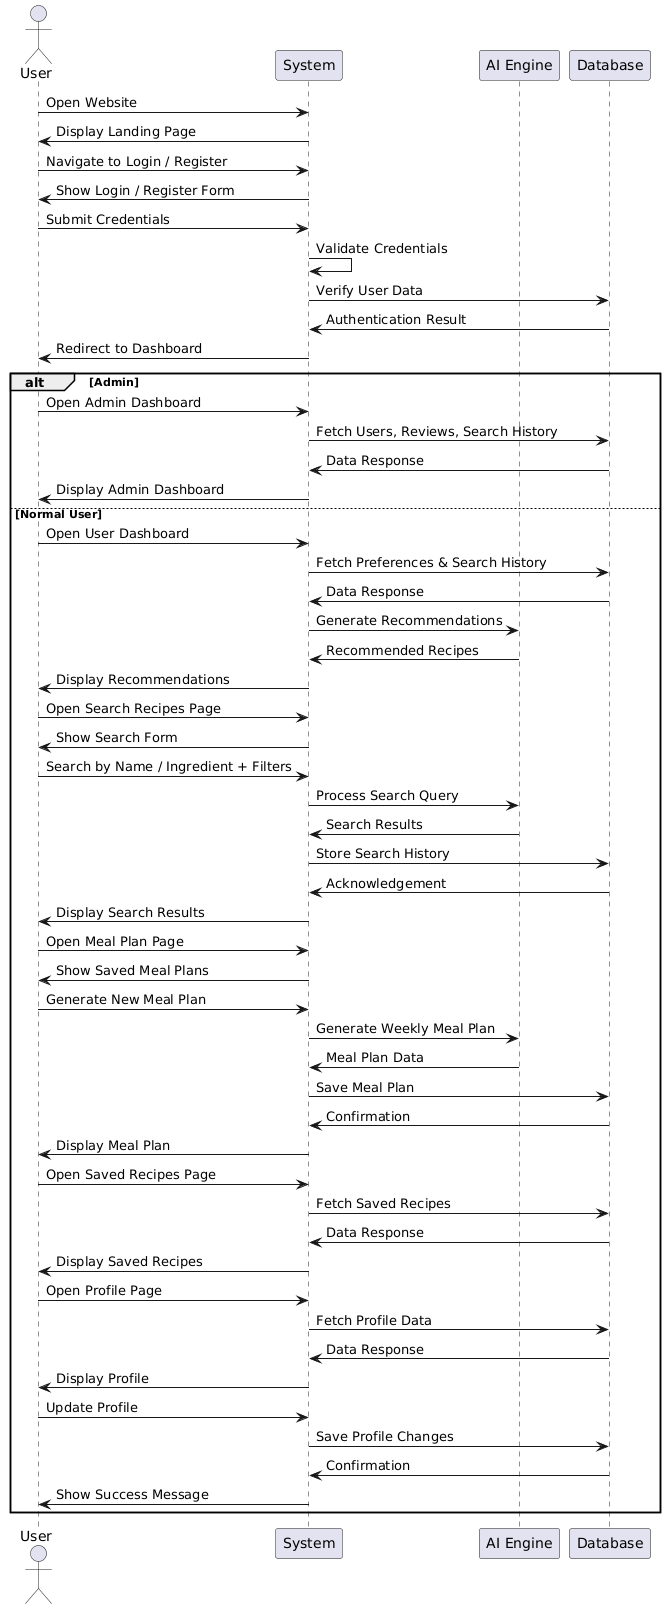 User
System
AI Engine
Database
Open Website
Display Landing Page
Navigate to Login / Register
Show Login / Register Form
Submit Credentials
Validate Credentials
Verify User Data
Authentication Result
Redirect to Dashboard
alt [Admin]
Open Admin Dashboard
Fetch Users, Reviews, Search History
Data Response
Display Admin Dashboard
[Normal User]
Open User Dashboard
Fetch Preferences & Search History
Data Response
Generate Recommendations
Recommended Recipes
Display Recommendations
Open Search Recipes Page
Show Search Form
Search by Name / Ingredient + Filters
Process Search Query
Search Results
Store Search History
Acknowledgement
Display Search Results
Open Meal Plan Page
Show Saved Meal Plans
Generate New Meal Plan
Generate Weekly Meal Plan
Meal Plan Data
Save Meal Plan
Confirmation
Display Meal Plan
Open Saved Recipes Page
Fetch Saved Recipes
Data Response
Display Saved Recipes
Open Profile Page
Fetch Profile Data
Data Response
Display Profile
Update Profile
Save Profile Changes
Confirmation
Show Success Message
User
System
AI Engine
Database